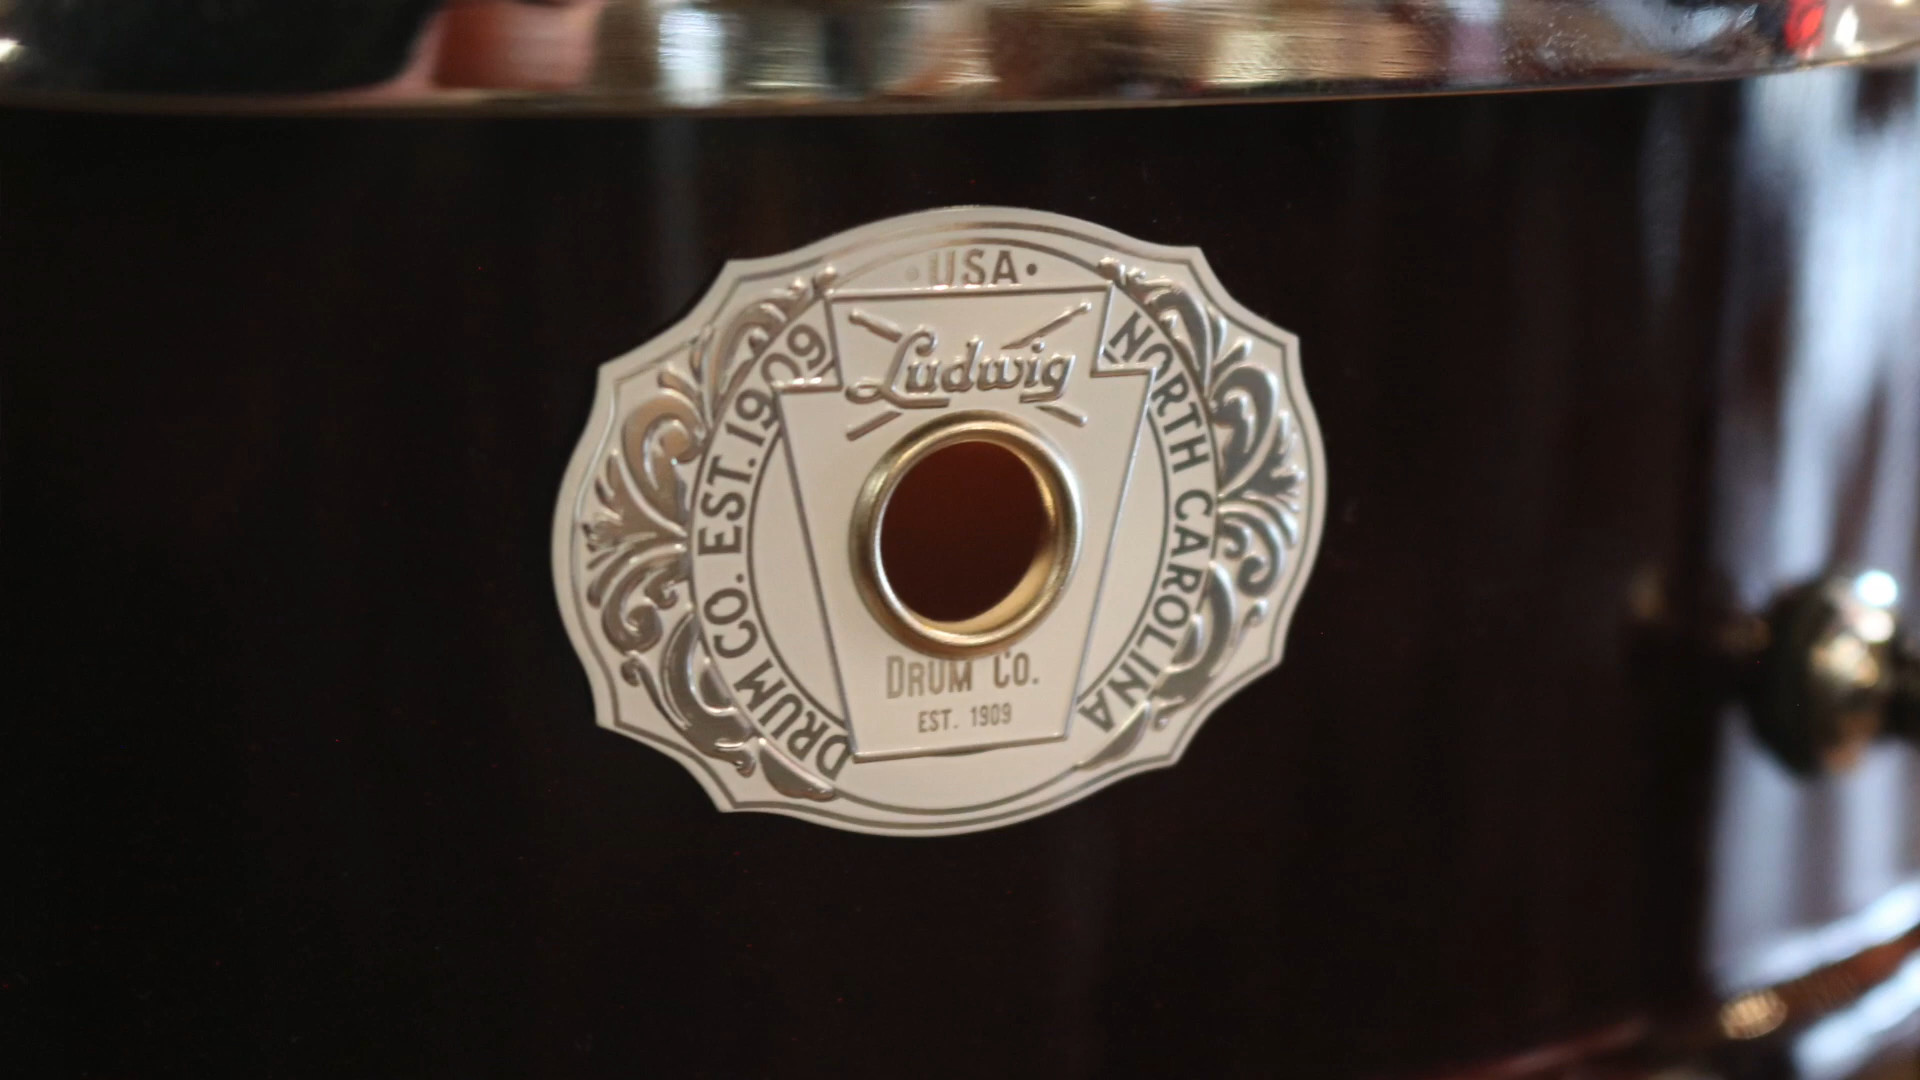 •USA•
Ludwig
DRUM CO. EST. 1909
NORTH CAROLINA
DRUM CO.
EST. 1909